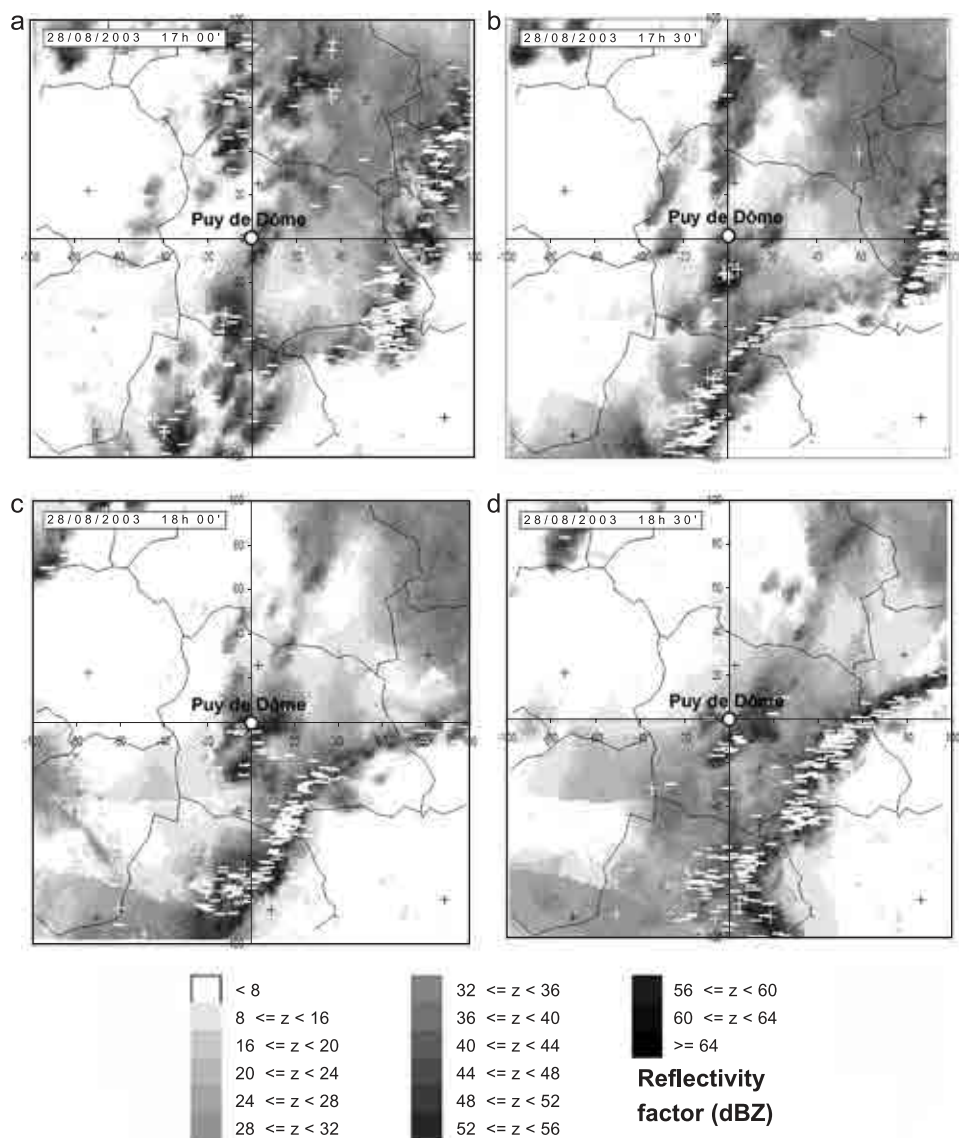 a
28/08/2003 17h 00'
Puy de Dôme
b
28/08/2003 17h 30'
Puy de Dôme
c
28/08/2003 18h 00'
Puy de Dôme
d
28/08/2003 18h 30'
Puy de Dôme
< 8
8 <= z < 16
16 <= z < 20
20 <= z < 24
24 <= z < 28
28 <= z < 32
32 <= z < 36
36 <= z < 40
40 <= z < 44
44 <= z < 48
48 <= z < 52
52 <= z < 56
56 <= z < 60
60 <= z < 64
>= 64
Reflectivity
factor (dBZ)